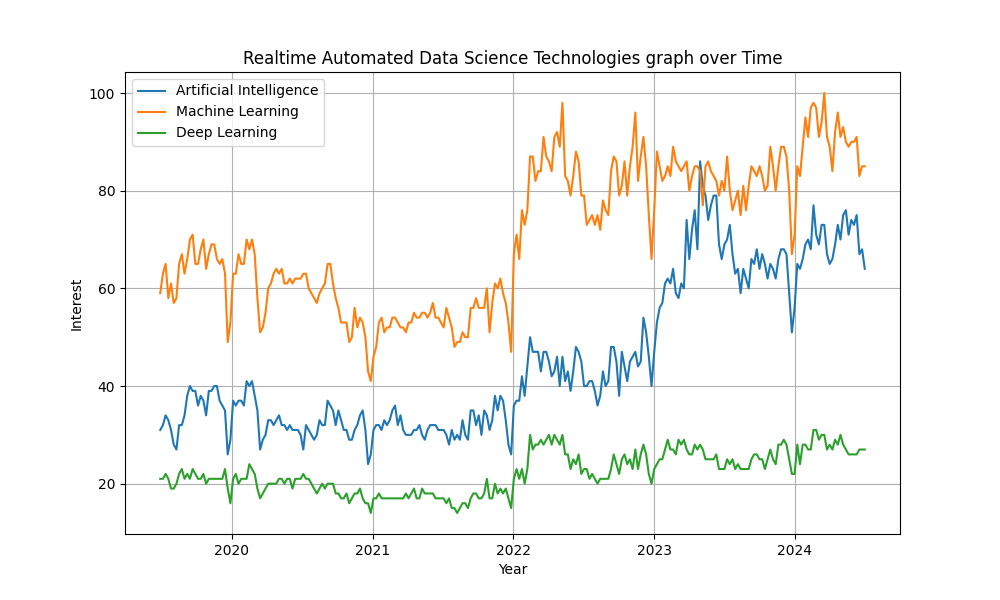 Realtime Automated Data Science Technologies graph over Time
Artificial Intelligence
Machine Learning
Deep Learning
100
80
60
40
20
Interest
2020 2021 2022 2023 2024
Year